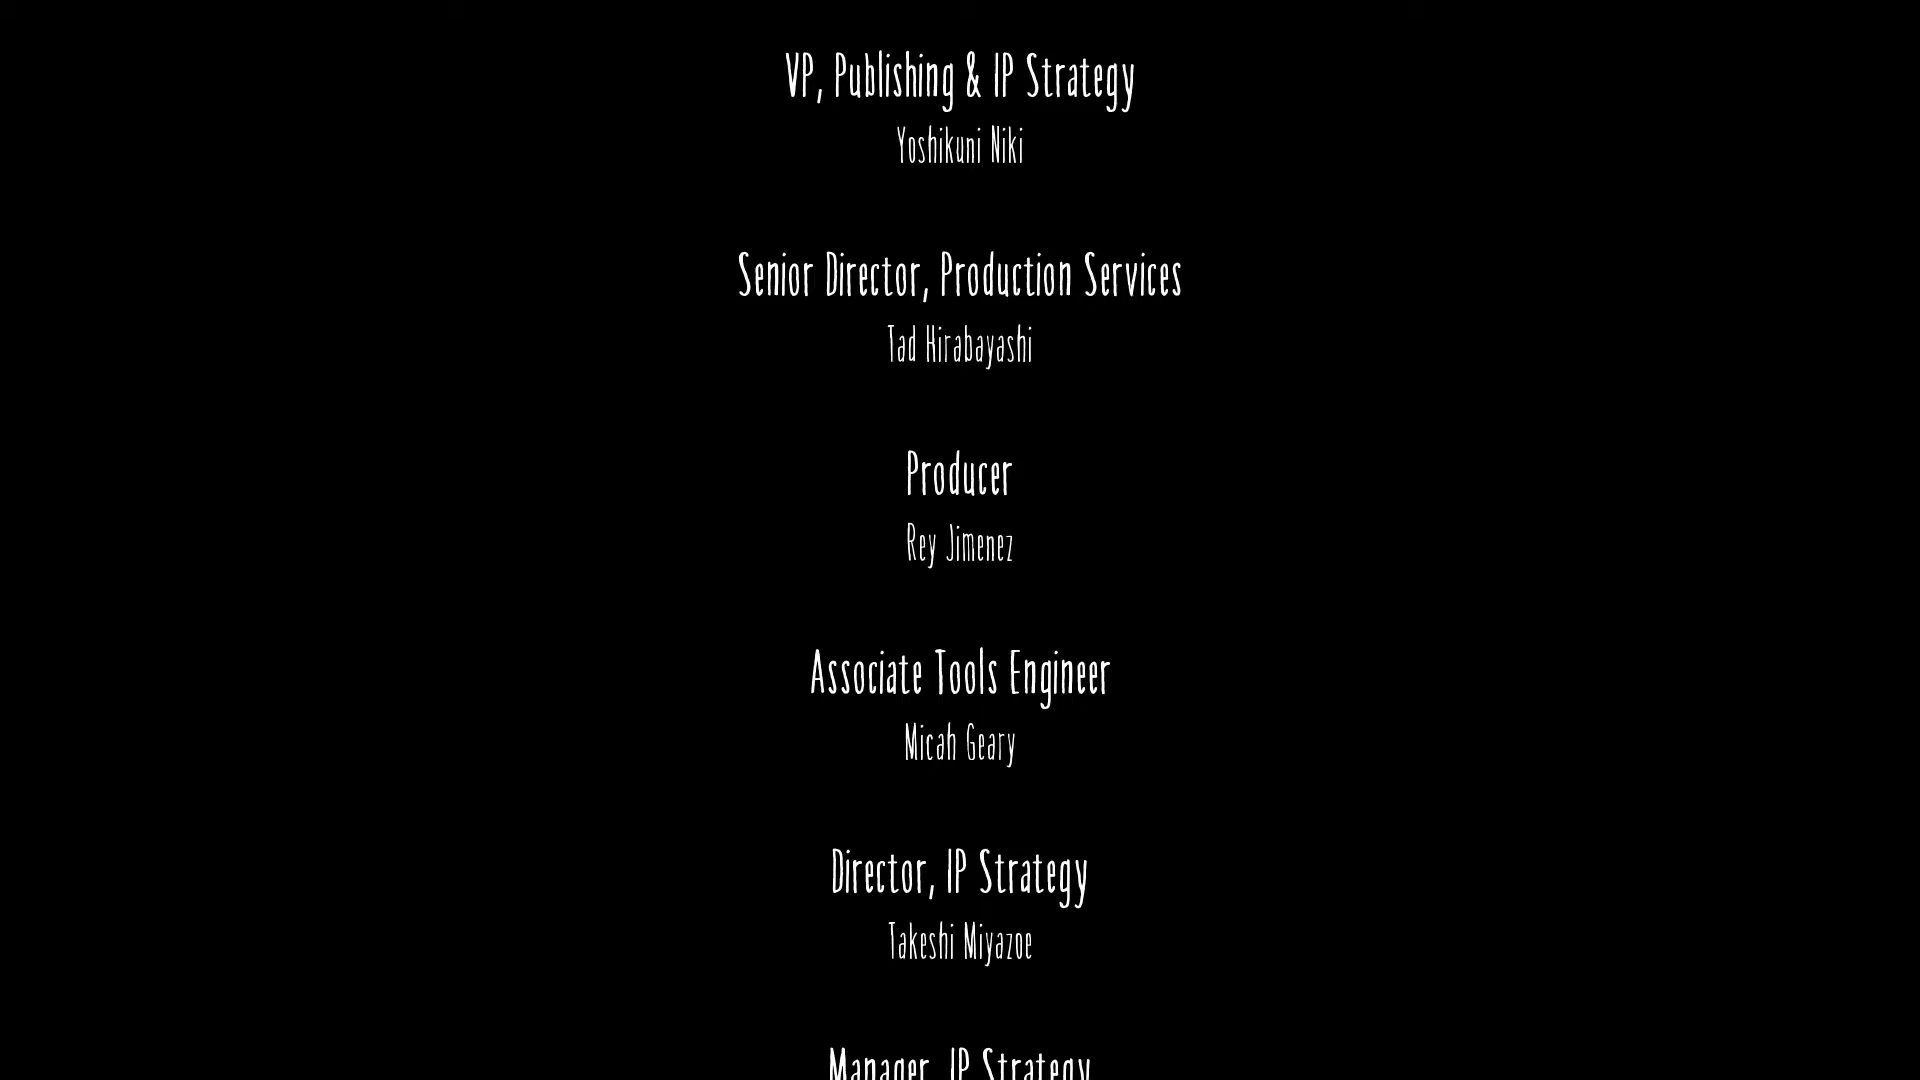 VP, Publishing & IP Strategy
Yoshikuni Niki
Senior Director, Production Services
Tad Hirabayashi
Producer
Rey Jimenez
Associate Tools Engineer
Micah Geary
Director, IP Strategy
Takeshi Miyazoe
Manager, IP Strategy